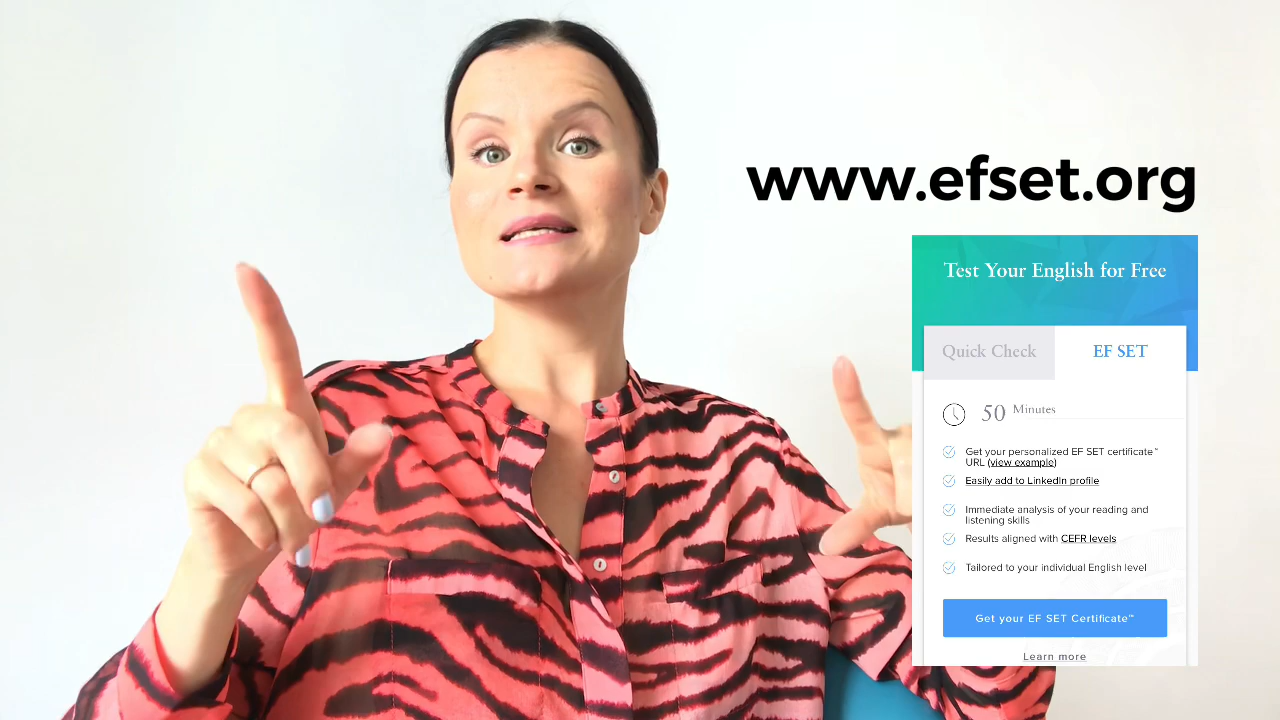 www.efset.org
Test Your English for Free
Quick Check
EF SET
50 Minutes
Get your personalized EF SET certificate™
URL (view example)
Easily add to LinkedIn profile
Immediate analysis of your reading and
listening skills
Results aligned with CEFR levels
Tailored to your individual English level
Get your EF SET Certificate™
Learn more